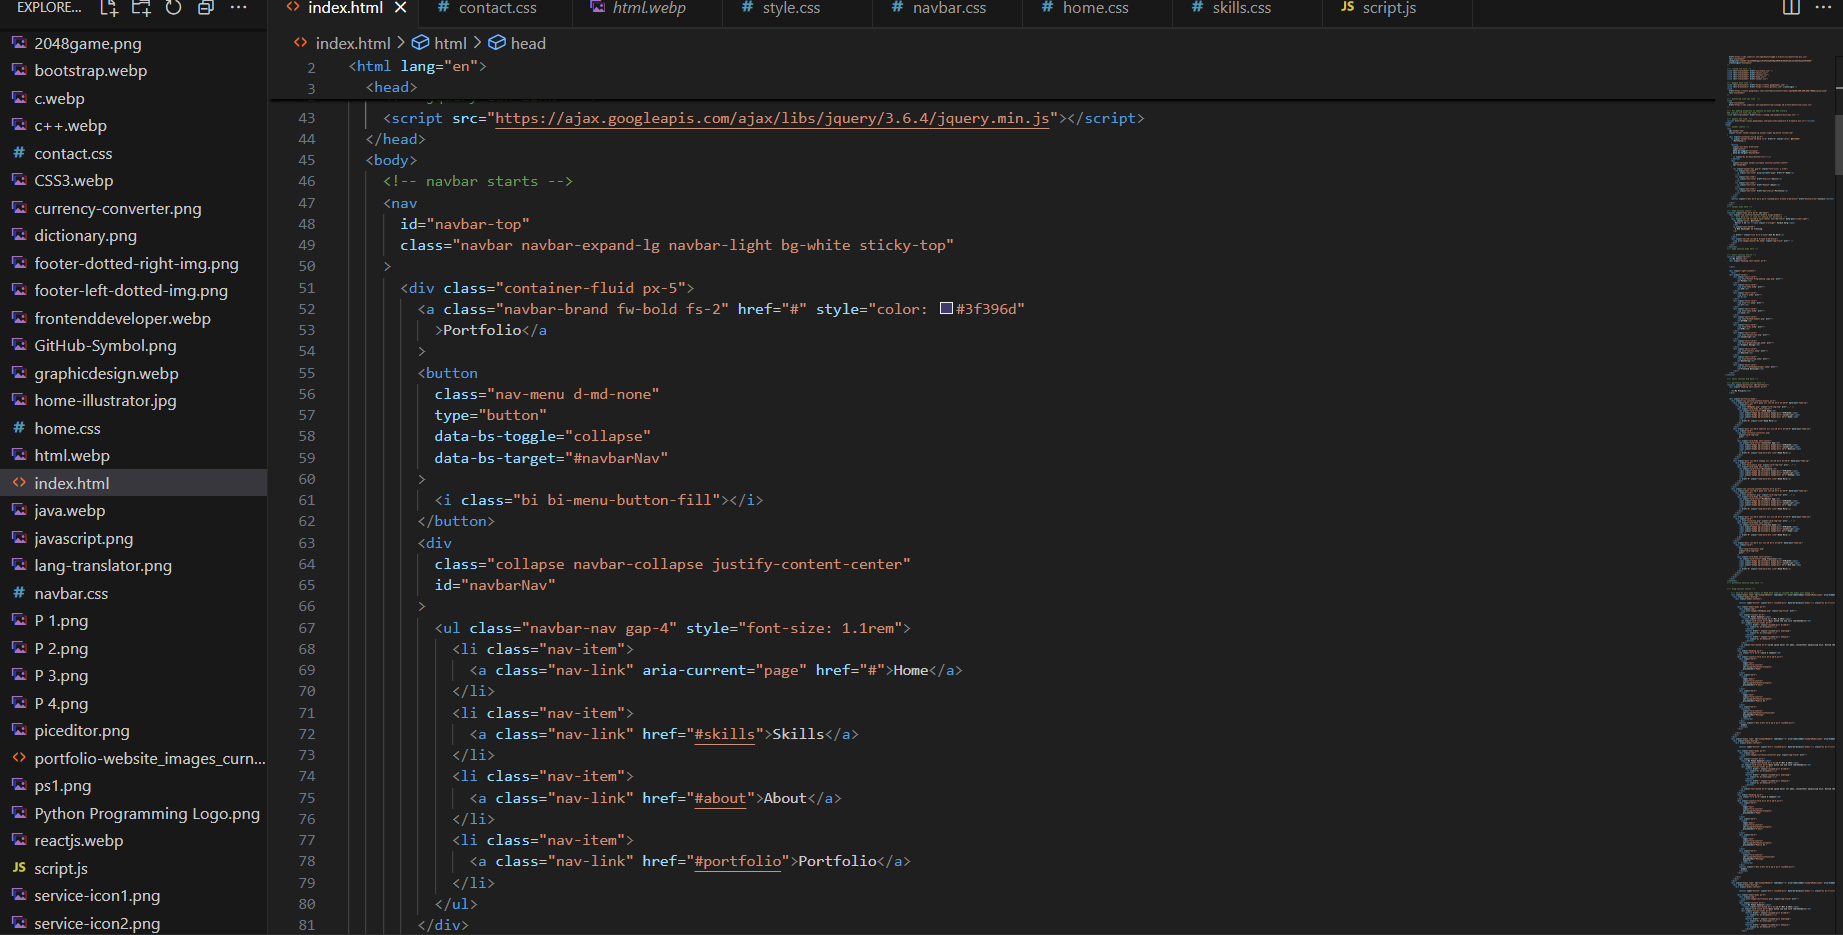 EXPLORE...
index.html
contact.css
html.webp
style.css
navbar.css
home.css
skills.css
JS script.js
2048game.png
bootstrap.webp
c.webp
c++.webp
contact.css
CSS3.webp
currency-converter.png
dictionary.png
footer-dotted-right-img.png
footer-left-dotted-img.png
frontenddeveloper.webp
GitHub-Symbol.png
graphicdesign.webp
home-illustrator.jpg
home.css
html.webp
index.html
java.webp
javascript.png
lang-translator.png
navbar.css
P 1.png
P 2.png
P 3.png
P 4.png
piceditor.png
portfolio-website_images_curn...
ps1.png
Python Programming Logo.png
reactjs.webp
JS script.js
service-icon1.png
service-icon2.png
index.html > html > head
2 <html lang="en">
3 <head>
43 <script src="https://ajax.googleapis.com/ajax/libs/jquery/3.6.4/jquery.min.js"></script>
44 </head>
45 <body>
46 <!-- navbar starts -->
47 <nav
48 id="navbar-top"
49 class="navbar navbar-expand-lg navbar-light bg-white sticky-top"
50 >
51 <div class="container-fluid px-5">
52 <a class="navbar-brand fw-bold fs-2" href="#" style="color: #3f396d"
53 >Portfolio</a
54 >
55 <button
56 class="nav-menu d-md-none"
57 type="button"
58 data-bs-toggle="collapse"
59 data-bs-target="#navbarNav"
60 >
61 <i class="bi bi-menu-button-fill"></i>
62 </button>
63 <div
64 class="collapse navbar-collapse justify-content-center"
65 id="navbarNav"
66 >
67 <ul class="navbar-nav gap-4" style="font-size: 1.1rem">
68 <li class="nav-item">
69 <a class="nav-link" aria-current="page" href="#">Home</a>
70 </li>
71 <li class="nav-item">
72 <a class="nav-link" href="#skills">Skills</a>
73 </li>
74 <li class="nav-item">
75 <a class="nav-link" href="#about">About</a>
76 </li>
77 <li class="nav-item">
78 <a class="nav-link" href="#portfolio">Portfolio</a>
79 </li>
80 </ul>
81 </div>